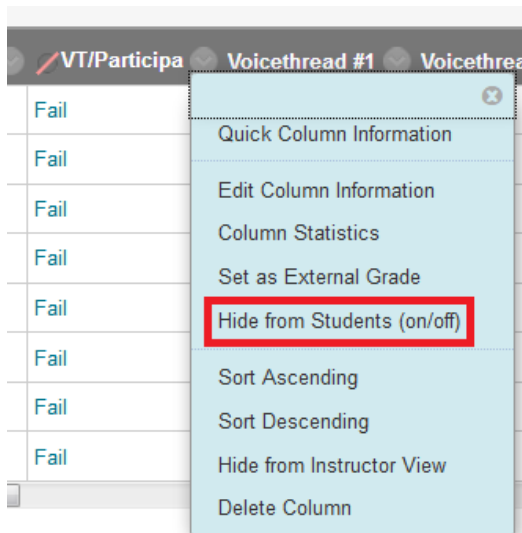 VT/Participa Voicethread #1 Voicethrea
Fail
Fail
Fail
Fail
Fail
Fail
Fail
Fail
Quick Column Information
Edit Column Information
Column Statistics
Set as External Grade
Hide from Students (on/off)
Sort Ascending
Sort Descending
Hide from Instructor View
Delete Column